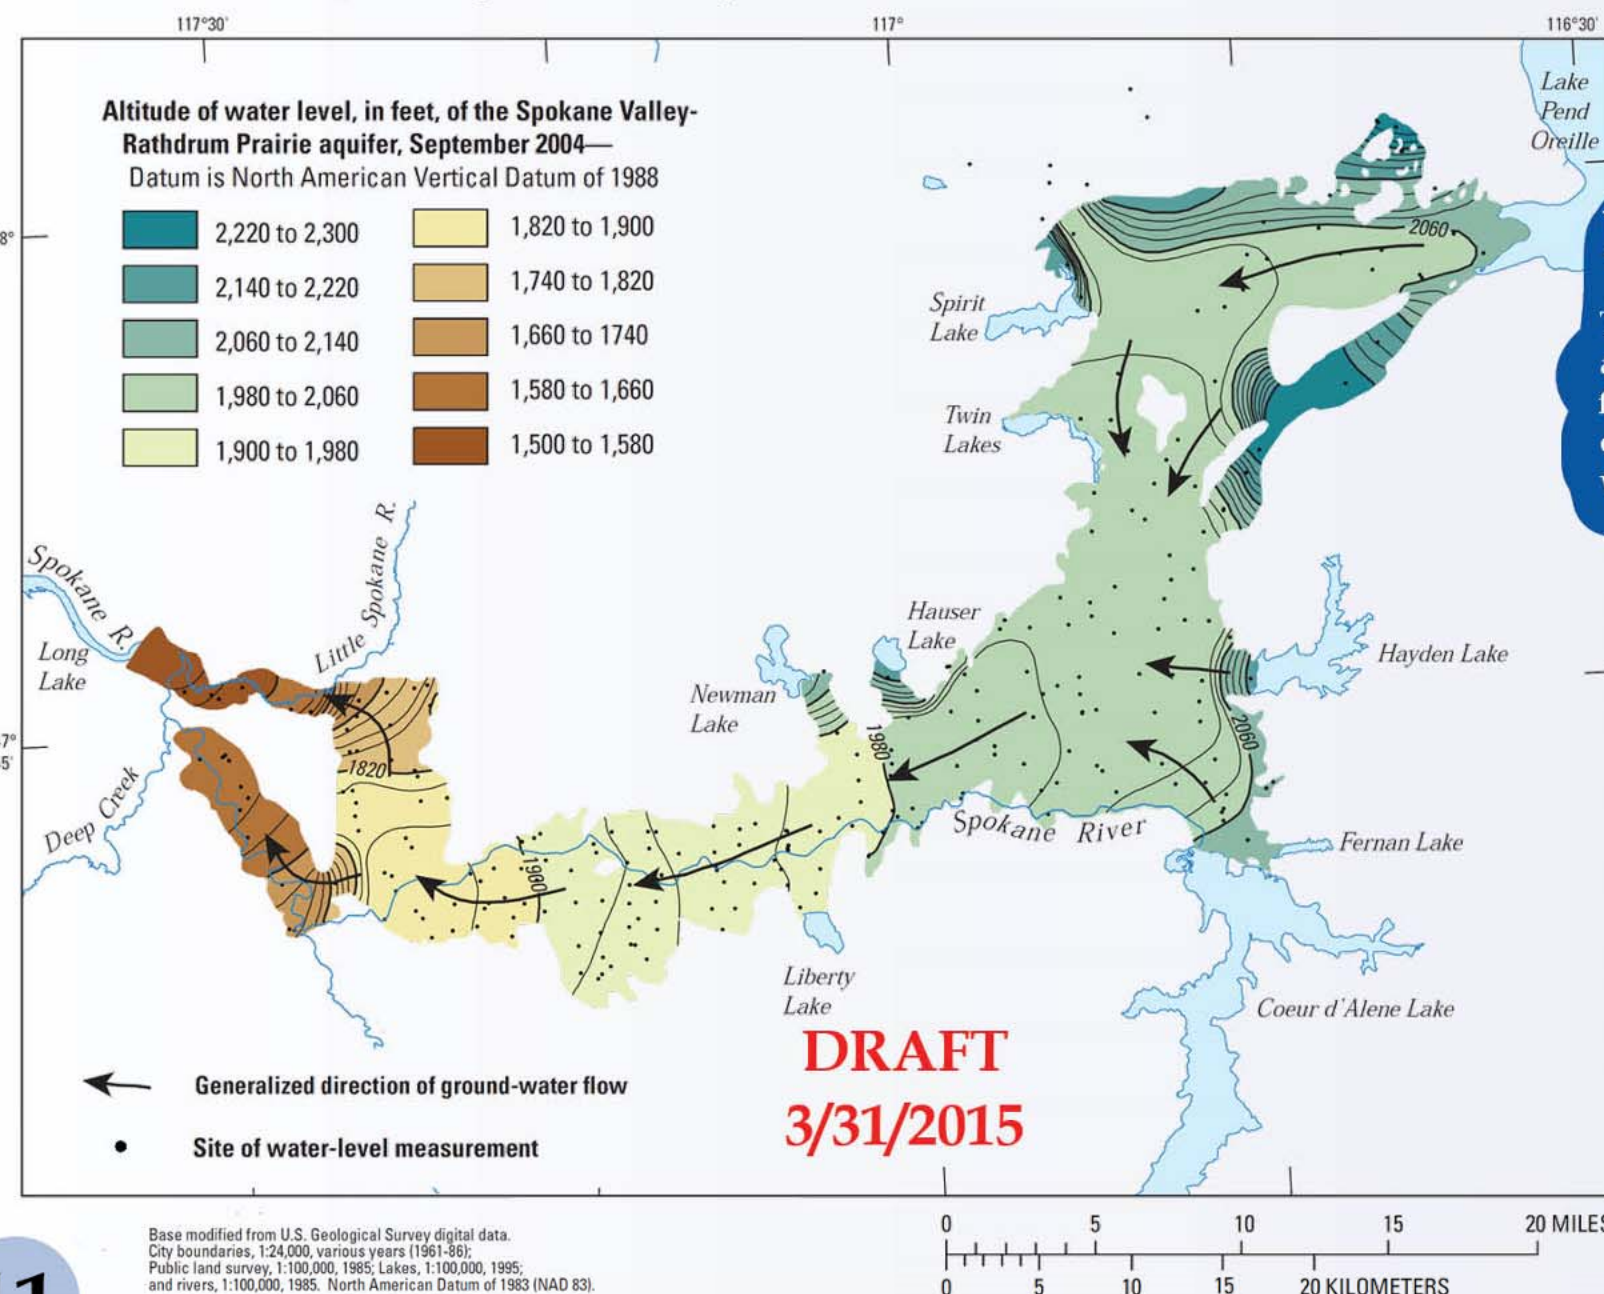 117°30'
117°
116°30'
Altitude of water level, in feet, of the Spokane Valley-
Rathdrum Prairie aquifer, September 2004—
Datum is North American Vertical Datum of 1988
2,220 to 2,300
2,140 to 2,220
2,060 to 2,140
1,980 to 2,060
1,900 to 1,980
1,820 to 1,900
1,740 to 1,820
1,660 to 1740
1,580 to 1,660
1,500 to 1,580
Lake
Pend
Oreille
8°
2060
Spirit
Lake
Twin
Lakes
Spokane R.
Little Spokane R.
Long
Lake
Hauser
Lake
Hayden Lake
Newman
Lake
1980
2060
7°
5'
1820
Deep Creek
Spokane River
Fernan Lake
1900
Liberty
Lake
Coeur d'Alene Lake
DRAFT
3/31/2015
Generalized direction of ground-water flow
Site of water-level measurement
Base modified from U.S. Geological Survey digital data.
City boundaries, 1:24,000, various years (1961-86);
Public land survey, 1:100,000, 1985; Lakes, 1:100,000, 1995;
and rivers, 1:100,000, 1985. North American Datum of 1983 (NAD 83).
0 5 10 15 20 MILES
0 5 10 15 20 KILOMETERS
1